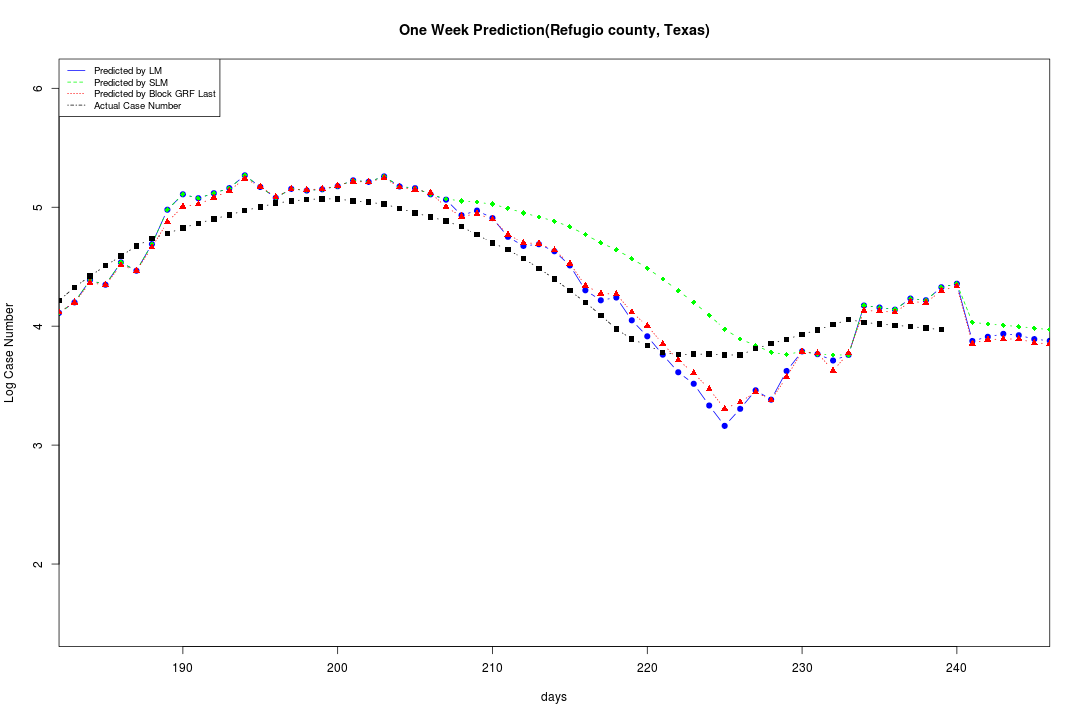 One Week Prediction(Refugio county, Texas)
Predicted by LM
Predicted by SLM
Predicted by Block GRF Last
Actual Case Number
6
5
4
3
2
Log Case Number
190
200
210
220
230
240
days